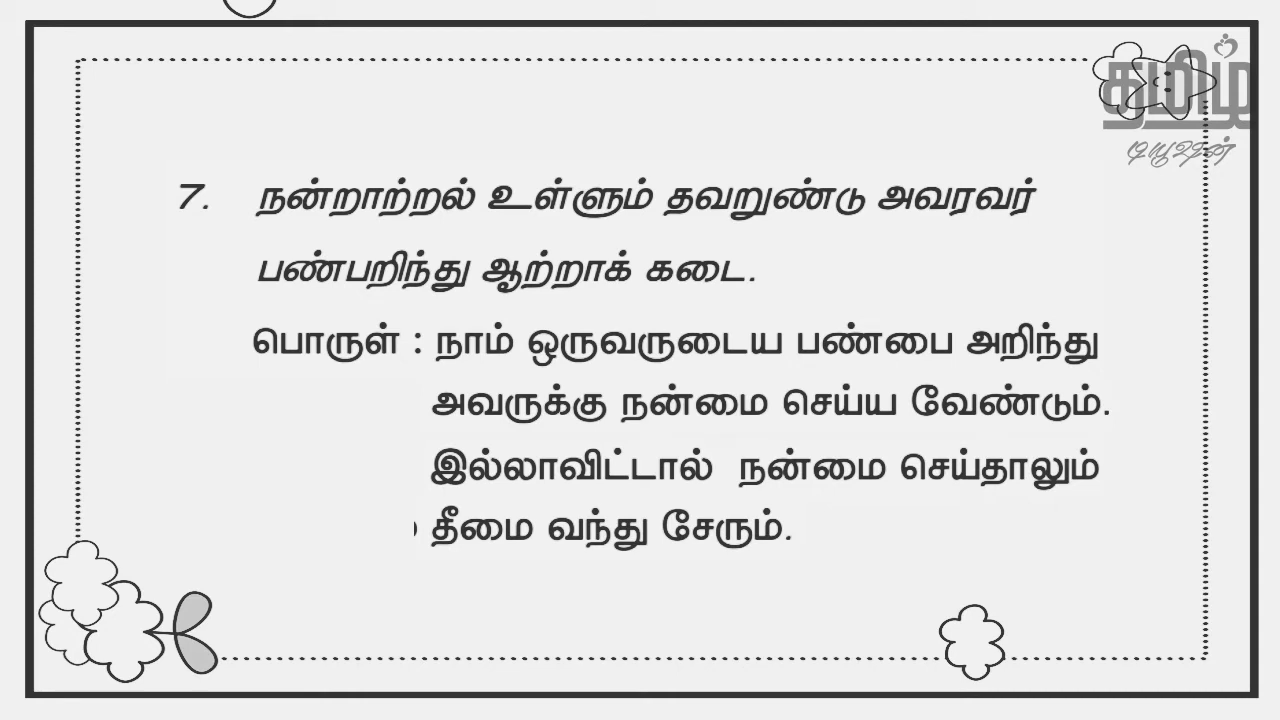 தமிழ்
டியூஷன்
7. நன்றாற்றல் உள்ளும் தவறுண்டு அவரவர்
பண்பறிந்து ஆற்றாக் கடை.
பொருள் : நாம் ஒருவருடைய பண்பை அறிந்து
அவருக்கு நன்மை செய்ய வேண்டும்.
இல்லாவிட்டால் நன்மை செய்தாலும்
தீமை வந்து சேரும்.